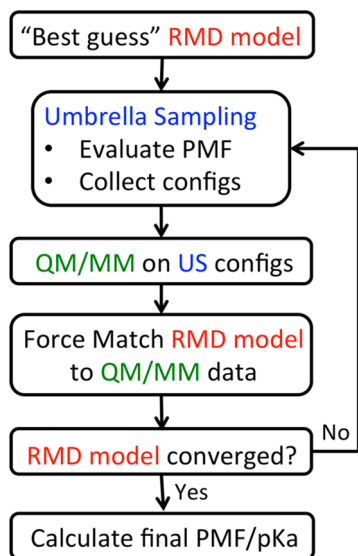 “Best guess” RMD model
Umbrella Sampling
• Evaluate PMF
• Collect configs
QM/MM on US configs
Force Match RMD model
to QM/MM data
RMD model converged?
No
Yes
Calculate final PMF/pKa